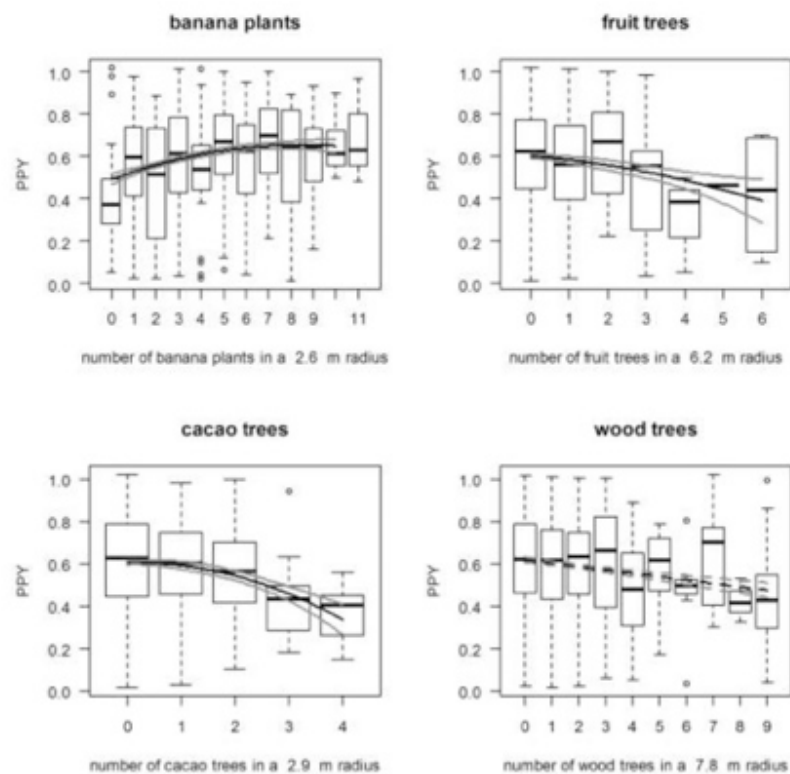 banana plants
PPY
1.0
0.8
0.6
0.4
0.2
0.0
0 1 2 3 4 5 6 7 8 9 11
number of banana plants in a 2.6 m radius
fruit trees
PPY
1.0
0.8
0.6
0.4
0.2
0.0
0 1 2 3 4 5 6
number of fruit trees in a 6.2 m radius
cacao trees
PPY
1.0
0.8
0.6
0.4
0.2
0.0
0 1 2 3 4
number of cacao trees in a 2.9 m radius
wood trees
PPY
1.0
0.8
0.6
0.4
0.2
0.0
0 1 2 3 4 5 6 7 8 9
number of wood trees in a 7.8 m radius